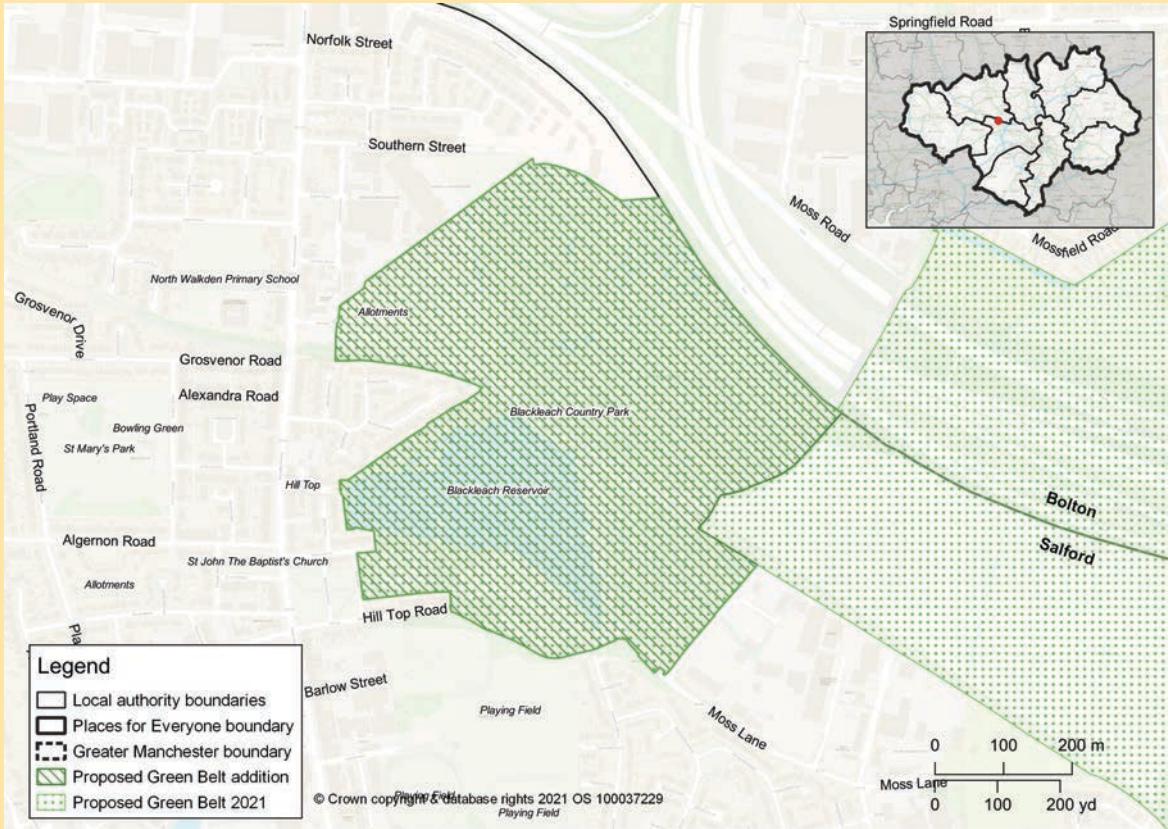 Springfield Road
Norfolk Street
Southern Street
Moss Road
Mossfield Road
North Walkden Primary School
Grosvenor Drive
Allotments
Grosvenor Road
Alexandra Road
Play Space
Portland Road
Bowling Green
St Mary's Park
Blackleach Country Park
Hill Top
Blackleach Reservoir
Bolton
Salford
Algernon Road
St John The Baptist's Church
Allotments
Hill Top Road
Barlow Street
Playing Field
Moss Lane
Moss Lane
Playing Field
Playing Field
Legend
Local authority boundaries
Places for Everyone boundary
Greater Manchester boundary
Proposed Green Belt addition
Proposed Green Belt 2021
© Crown copyright & database rights 2021 OS 100037229
0 100 200 m
0 100 200 yd